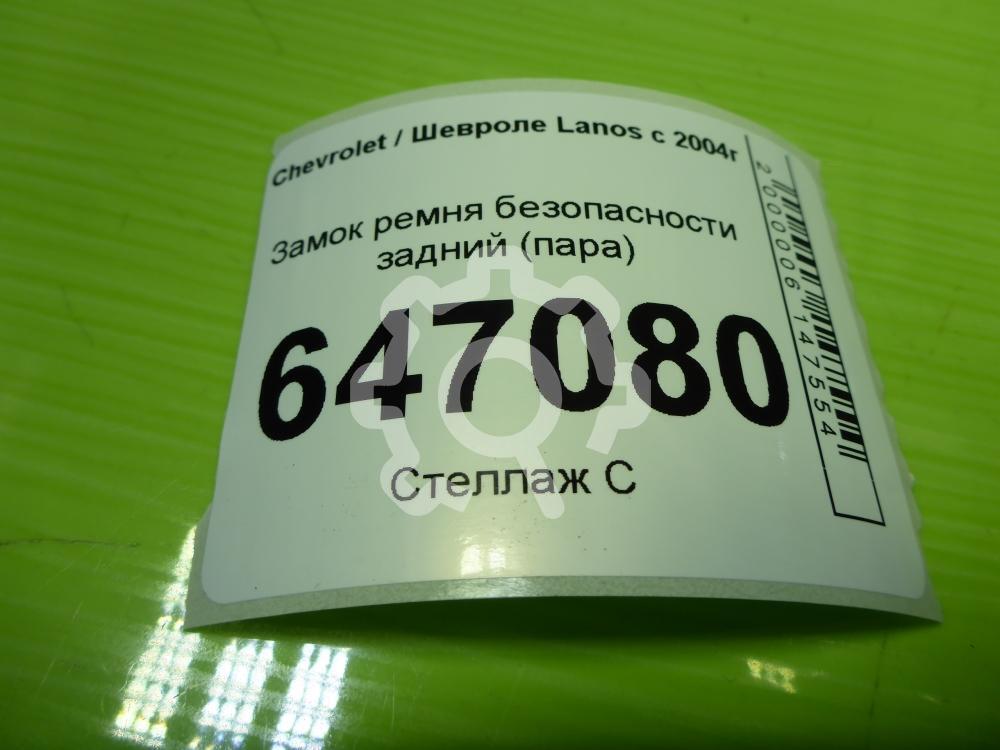 Chevrolet / Шевроле Lanos с 2004г
Замок ремня безопасности
задний (пара)
647080
Стеллаж С
2000006147554